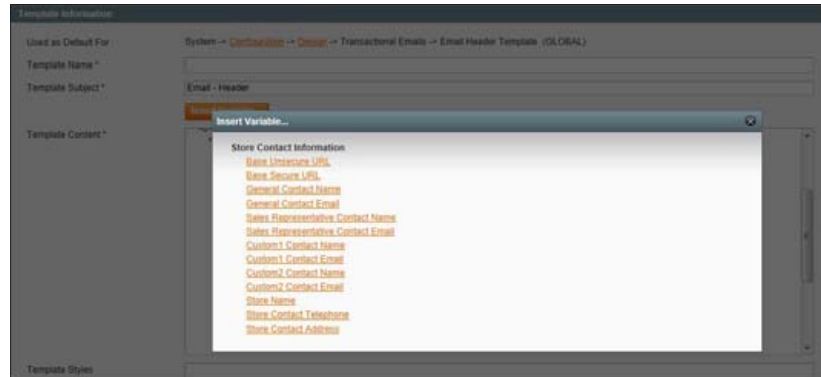 Template Information
Used as Default For
System -> Configuration -> Design -> Transactional Emails -> Email Header Template (GLOBAL)
Template Name *
Template Subject *
Email - Header
Insert Variable...
Template Content *
Store Contact Information
Base Unsecure URL
Base Secure URL
General Contact Name
General Contact Email
Sales Representative Contact Name
Sales Representative Contact Email
Custom1 Contact Name
Custom1 Contact Email
Custom2 Contact Name
Custom2 Contact Email
Store Name
Store Contact Telephone
Store Contact Address
Template Styles